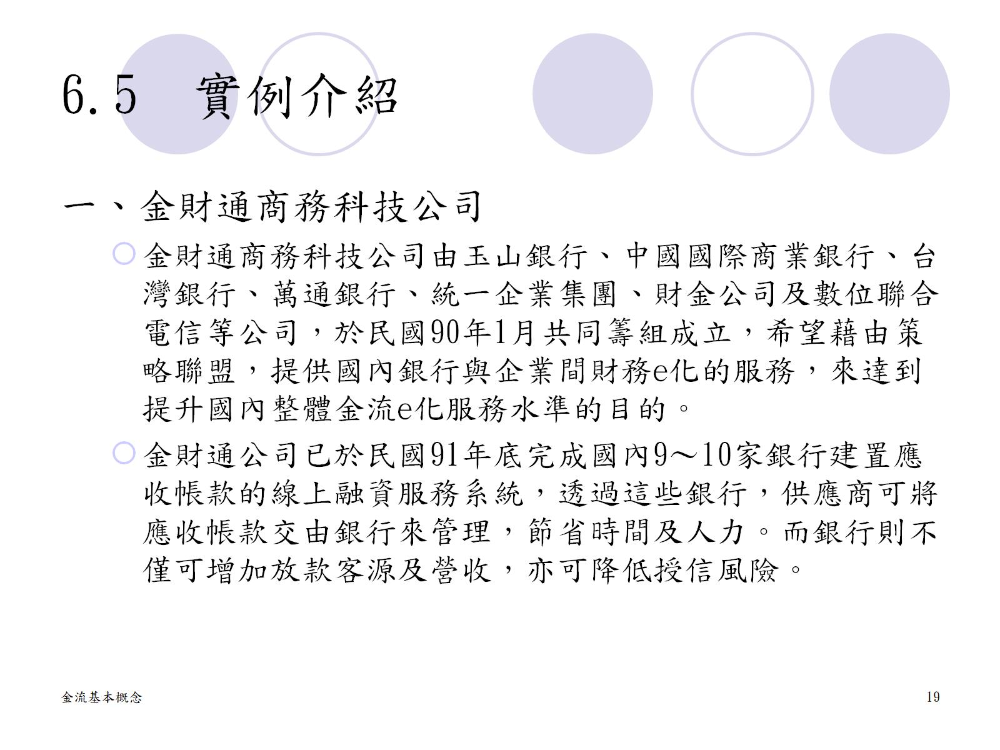 6.5　實例介紹
一、金財通商務科技公司
金財通商務科技公司由玉山銀行、中國國際商業銀行、台
灣銀行、萬通銀行、統一企業集團、財金公司及數位聯合
電信等公司，於民國90年1月共同籌組成立，希望藉由策
略聯盟，提供國內銀行與企業間財務e化的服務，來達到
提升國內整體金流e化服務水準的目的。
金財通公司已於民國91年底完成國內9～10家銀行建置應
收帳款的線上融資服務系統，透過這些銀行，供應商可將
應收帳款交由銀行來管理，節省時間及人力。而銀行則不
僅可增加放款客源及營收，亦可降低授信風險。
金流基本概念
19